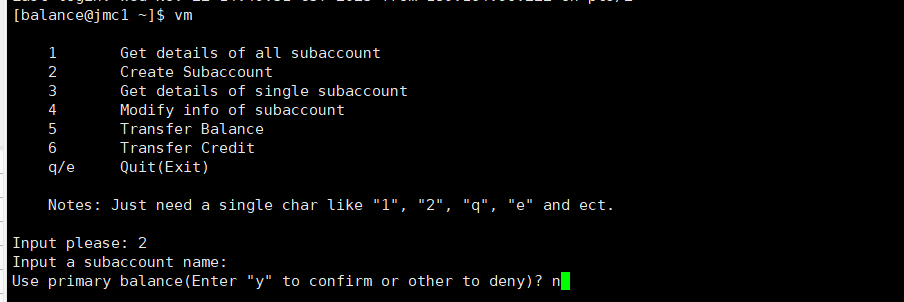 [balance@jmc1 ~]$ vm
1 Get details of all subaccount
2 Create Subaccount
3 Get details of single subaccount
4 Modify info of subaccount
5 Transfer Balance
6 Transfer Credit
q/e Quit(Exit)
Notes: Just need a single char like "1", "2", "q", "e" and ect.
Input please: 2
Input a subaccount name:
Use primary balance(Enter "y" to confirm or other to deny)? n